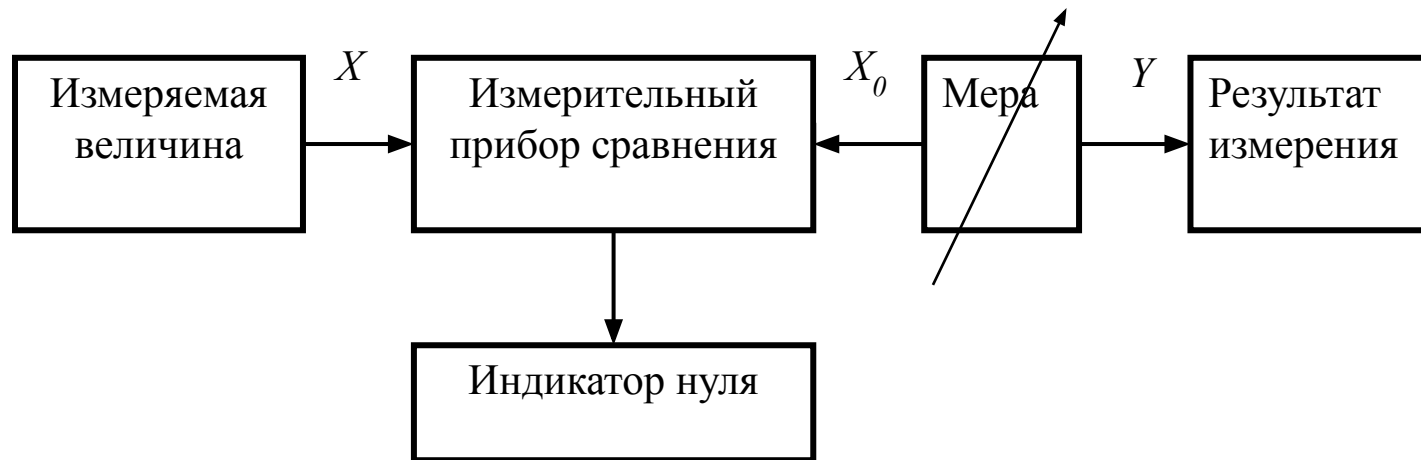 Измеряемая
величина
X
Измерительный
прибор сравнения
X₀
Мера
Y
Результат
измерения
Индикатор нуля